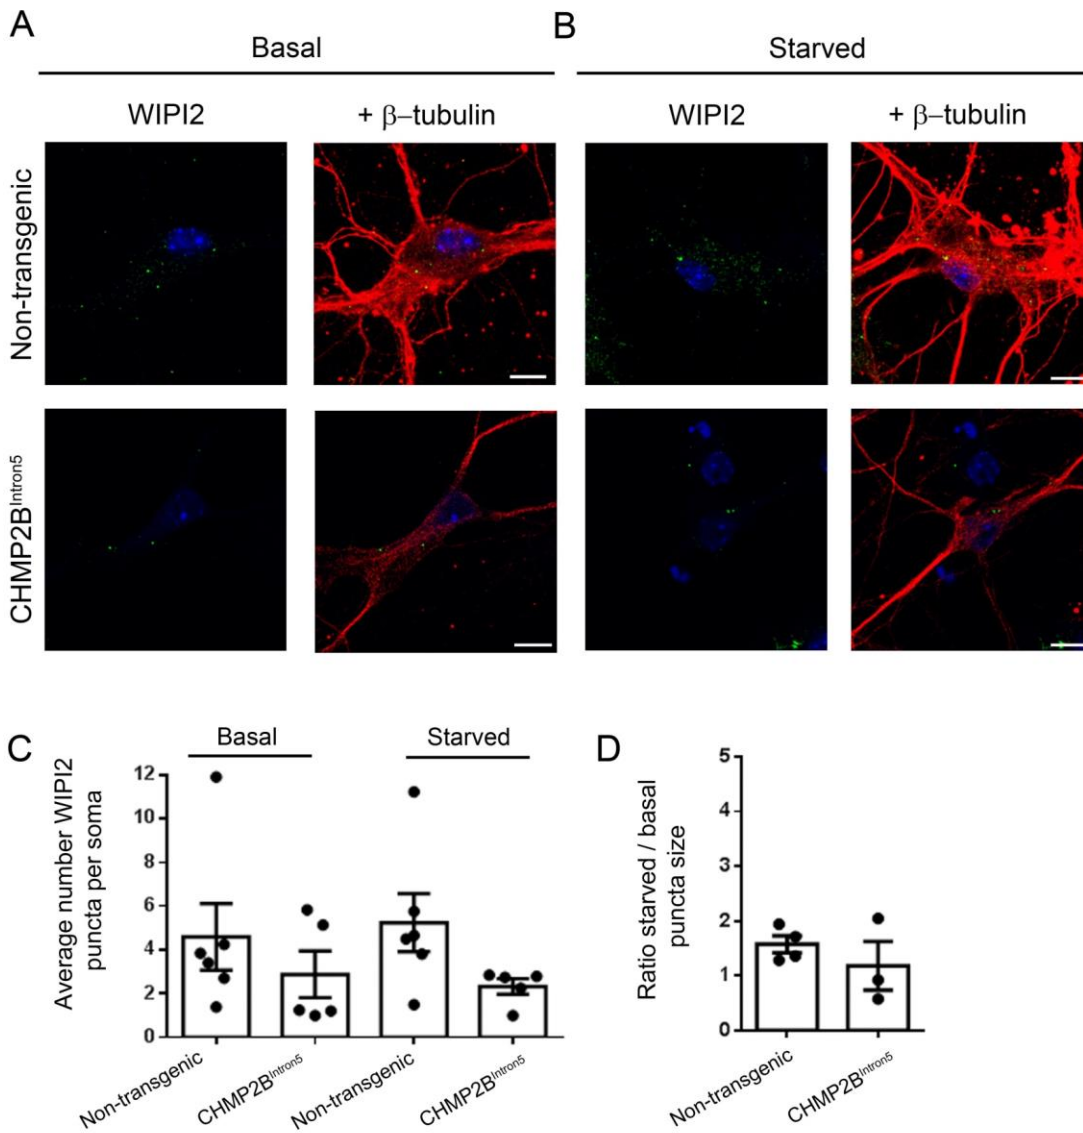 A
B
Basal
Starved
WIPI2
+ β–tubulin
WIPI2
+ β–tubulin
Non-transgenic
CHMP2BIntron5
C
Basal
Starved
D
Average number WIPI2
puncta per soma
12
10
8
6
4
2
0
Non-transgenic
CHMP2BIntron5
Non-transgenic
CHMP2BIntron5
Ratio starved / basal
puncta size
5
4
3
2
1
0
Non-transgenic
CHMP2BIntron5